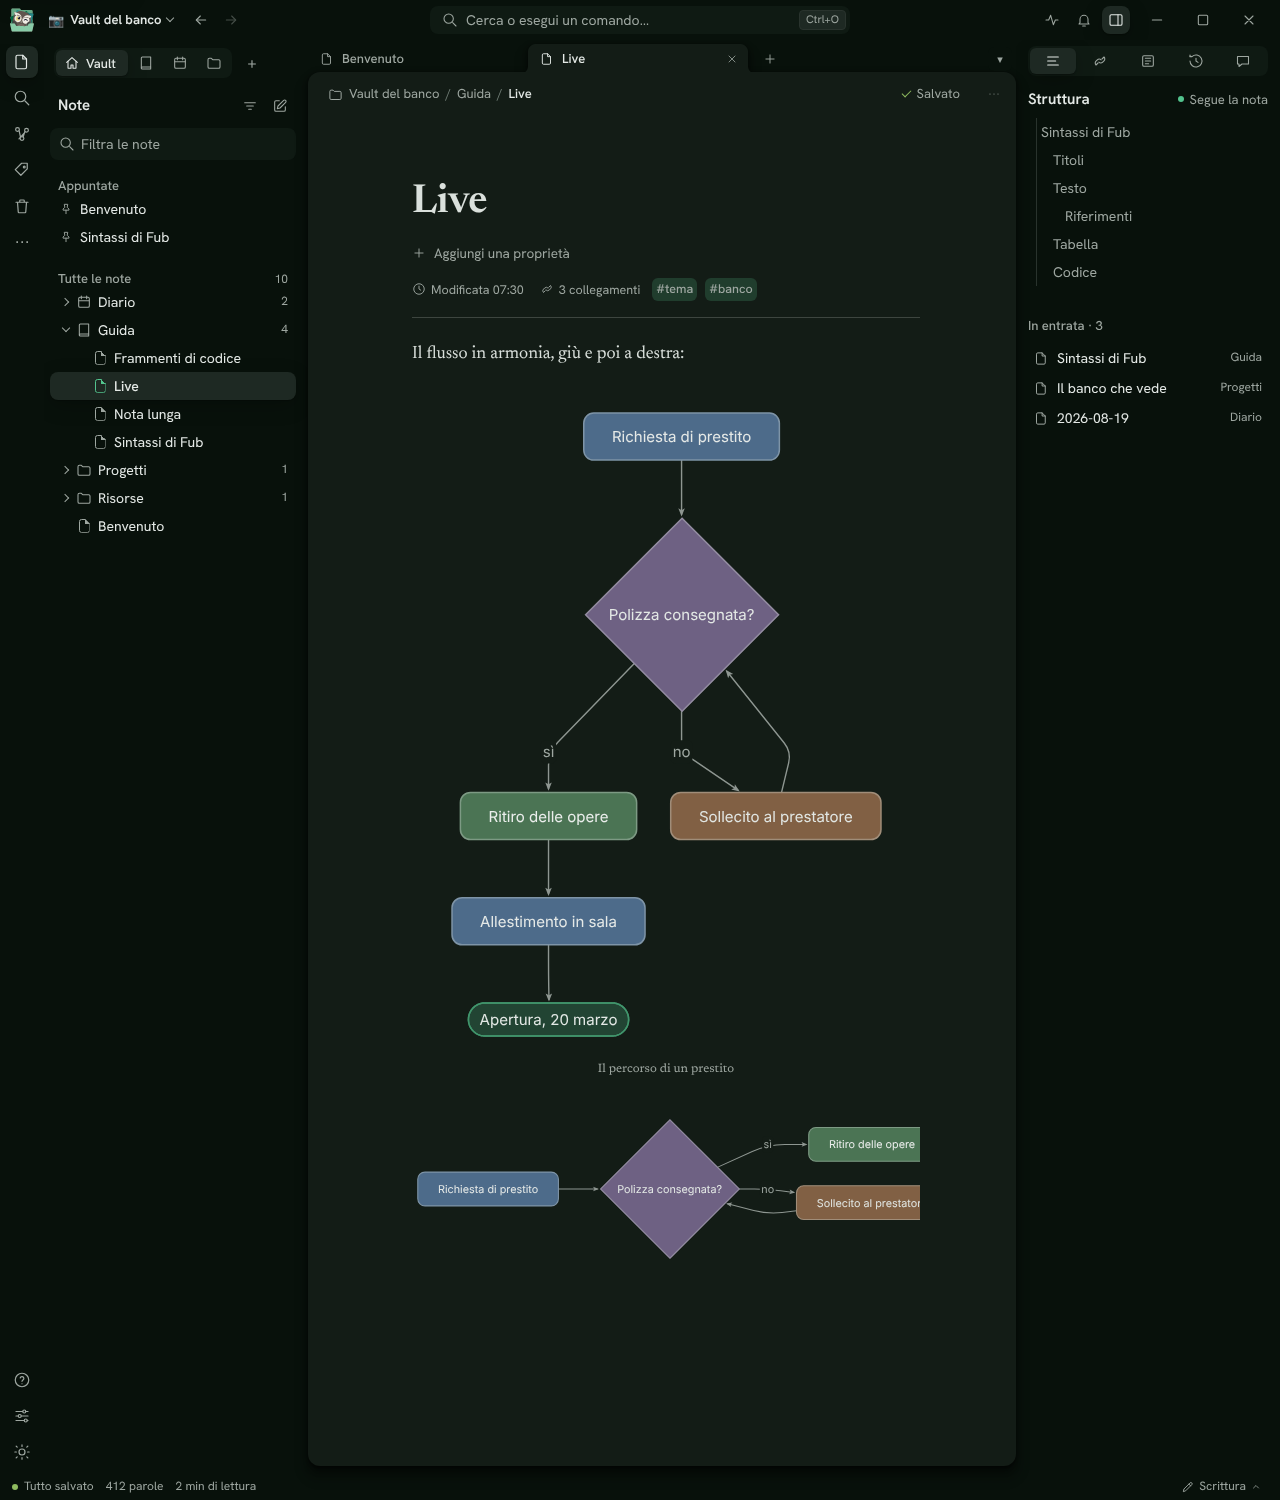 Vault del banco
Cerca o esegui un comando...
Ctrl+O
Vault
Note
Filtra le note
Appuntate
Benvenuto
Sintassi di Fub
Tutte le note 10
Diario 2
Guida 4
Frammenti di codice
Live
Nota lunga
Sintassi di Fub
Progetti 1
Risorse 1
Benvenuto
Benvenuto
Live
Vault del banco / Guida / Live
Salvato
Live
Aggiungi una proprietà
Modificata 07:30 3 collegamenti #tema #banco
Il flusso in armonia, giù e poi a destra:
Richiesta di prestito
Polizza consegnata?
sì
no
Ritiro delle opere
Sollecito al prestatore
Allestimento in sala
Apertura, 20 marzo
Il percorso di un prestito
Richiesta di prestito
Polizza consegnata?
sì
no
Ritiro delle opere
Sollecito al prestator
Struttura
Segue la nota
Sintassi di Fub
Titoli
Testo
Riferimenti
Tabella
Codice
In entrata · 3
Sintassi di Fub Guida
Il banco che vede Progetti
2026-08-19 Diario
Tutto salvato 412 parole 2 min di lettura
Scrittura